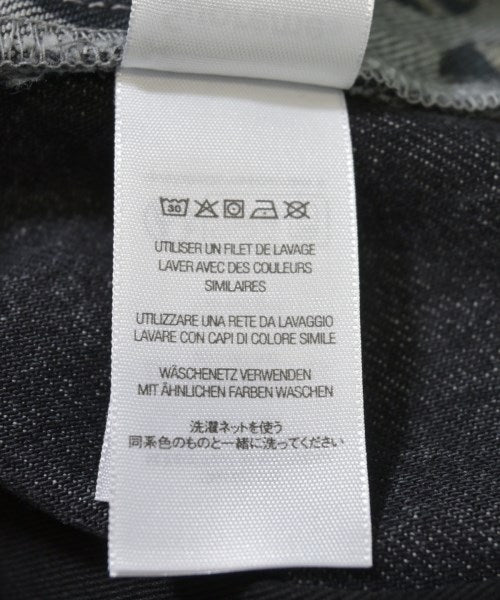 30
UTILISER UN FILET DE LAVAGE
LAVER AVEC DES COULEURS
SIMILAIRES
UTILIZZARE UNA RETE DA LAVAGGIO
LAVARE CON CAPI DI COLORE SIMILE
WÄSCHENETZ VERWENDEN
MIT ÄHNLICHEN FARBEN WASCHEN
洗濯ネットを使う
同系色のものと一緒に洗ってください